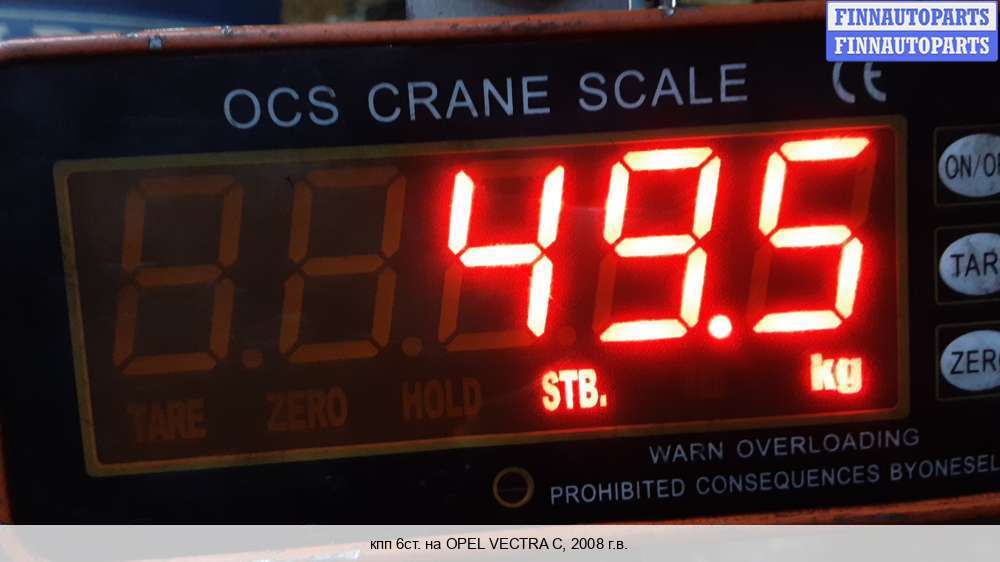 FINNAUTOPARTS
FINNAUTOPARTS
OCS CRANE SCALE
CE
ON/O
49.5
TAR
TARE ZERO HOLD STB. kg
ZER
WARN OVERLOADING
PROHIBITED CONSEQUENCES BYONESEL
кпп 6ст. на OPEL VECTRA C, 2008 г.в.